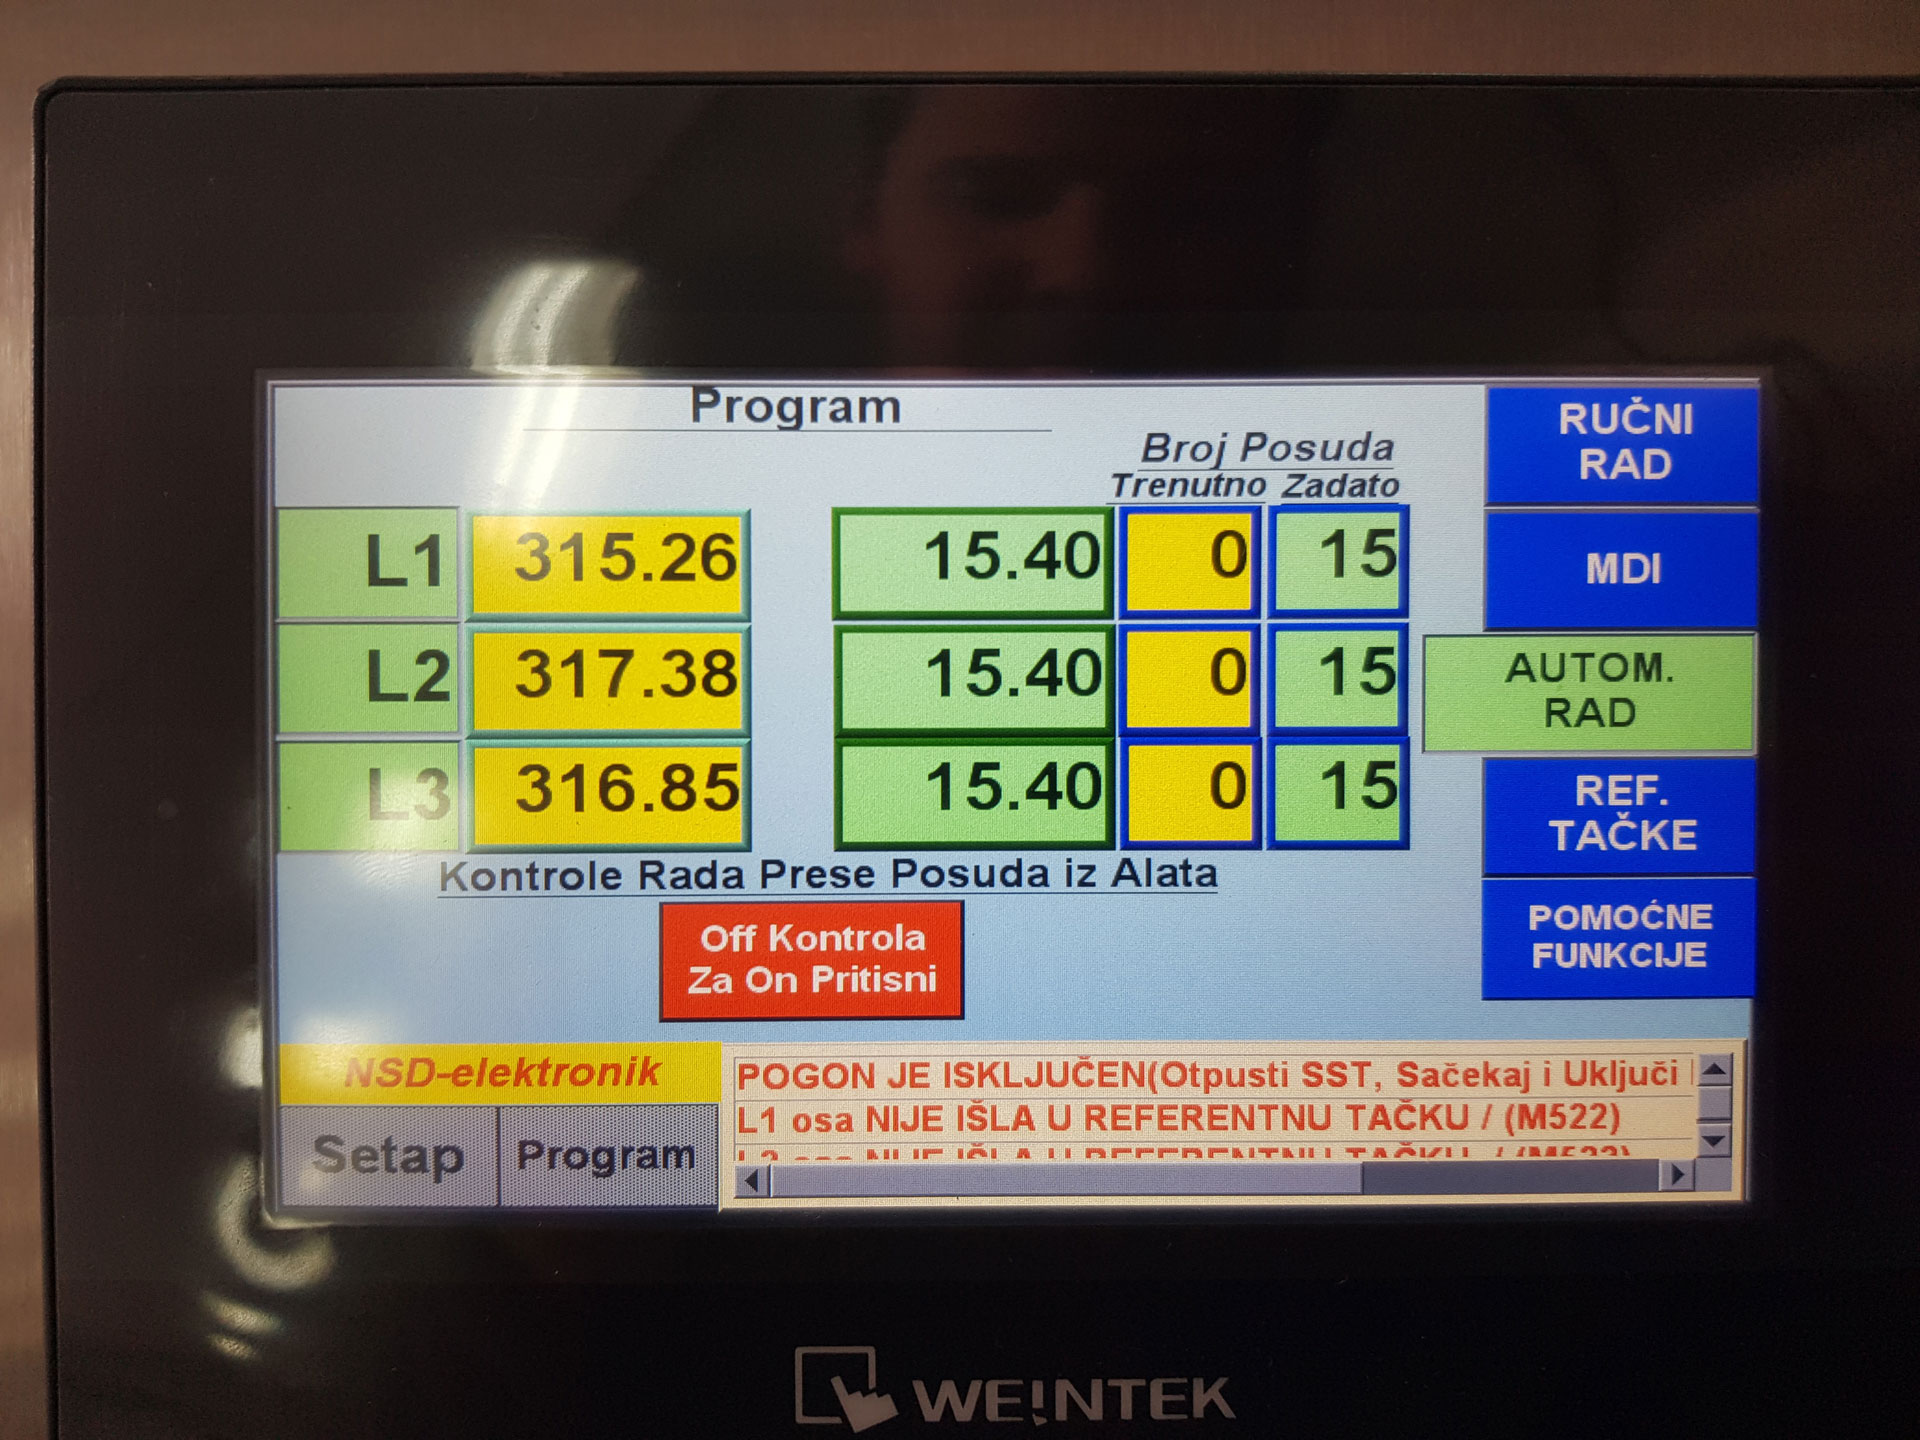 Program
Broj Posuda
Trenutno Zadato
L1 315.26 15.40 0 15
L2 317.38 15.40 0 15
L3 316.85 15.40 0 15
RUČNI
RAD
MDI
AUTOM.
RAD
REF.
TAČKE
POMOĆNE
FUNKCIJE
Kontrole Rada Prese Posuda iz Alata
Off Kontrola
Za On Pritisni
NSD-elektronik
Setap Program
POGON JE ISKLJUČEN(Otpusti SST, Sačekaj i Uključi
L1 osa NIJE IŠLA U REFERENTNU TAČKU / (M522)
WEINTEK